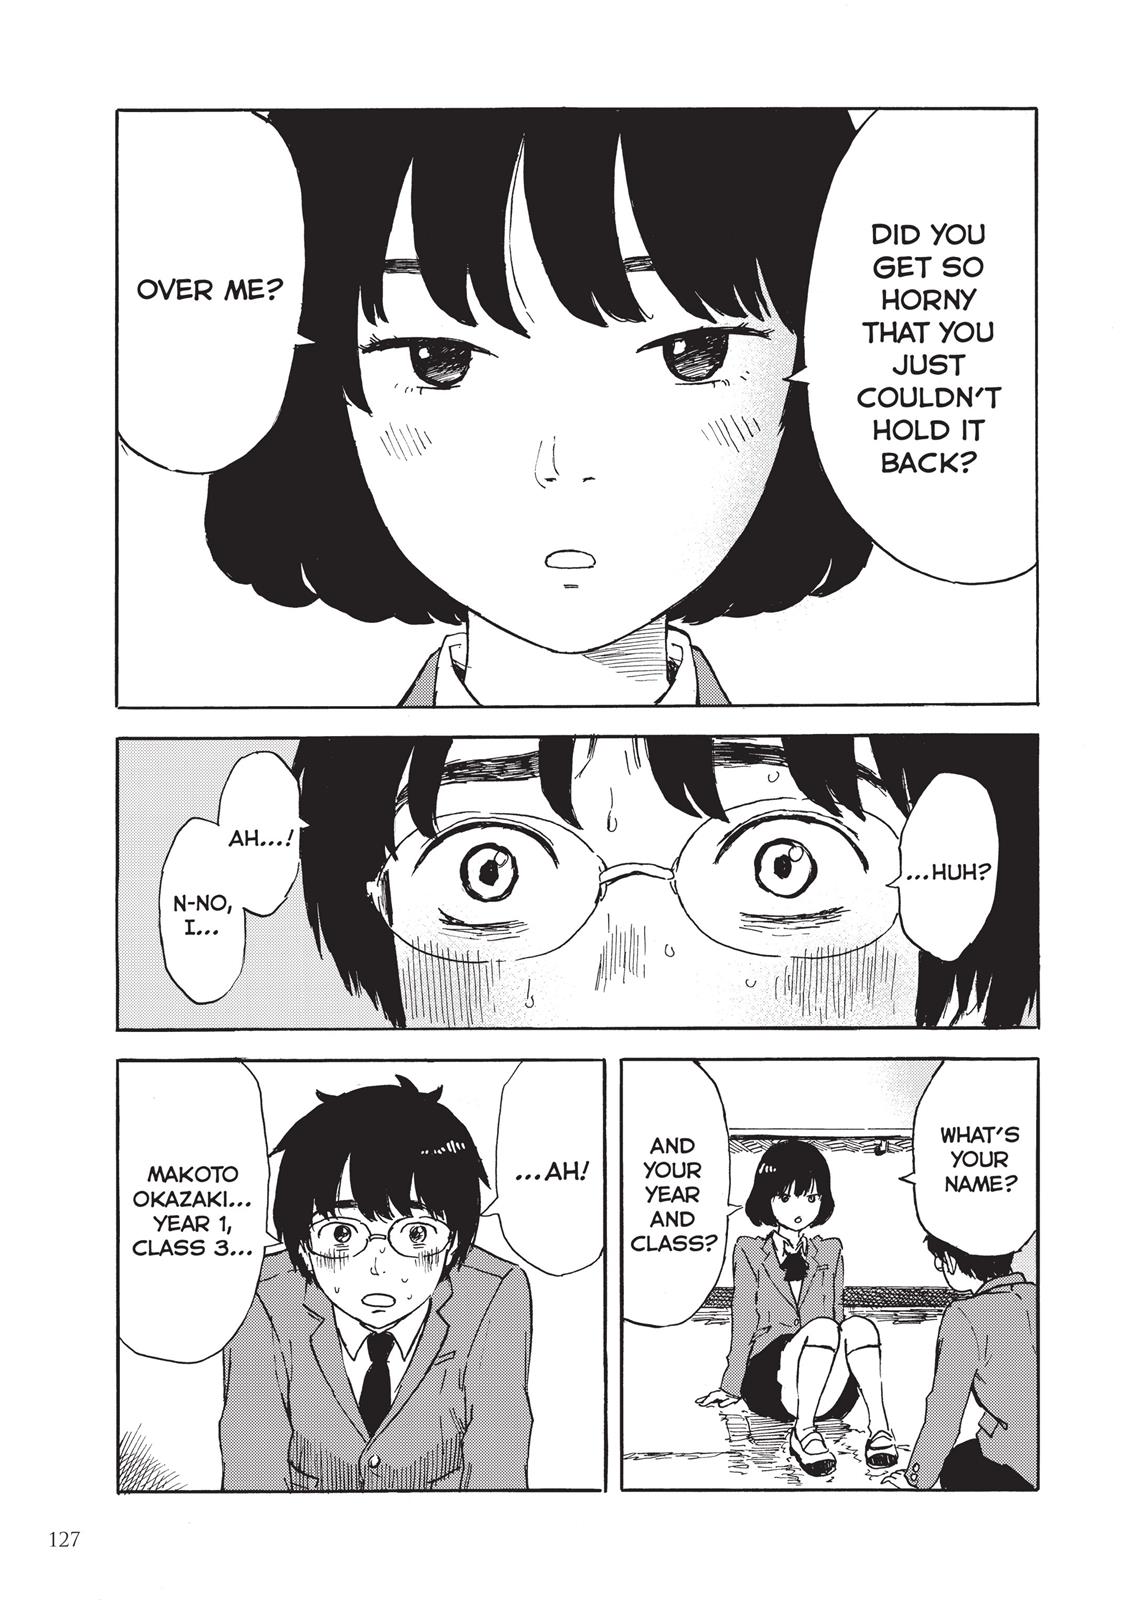 DID YOU
GET SO
HORNY
THAT YOU
JUST
COULDN'T
HOLD IT
BACK?
OVER ME?
...HUH?
AH...!
N-NO,
I...
WHAT'S
YOUR
NAME?
AND
YOUR
YEAR
AND
CLASS?
...AH!
MAKOTO
OKAZAKI...
YEAR 1,
CLASS 3...
127